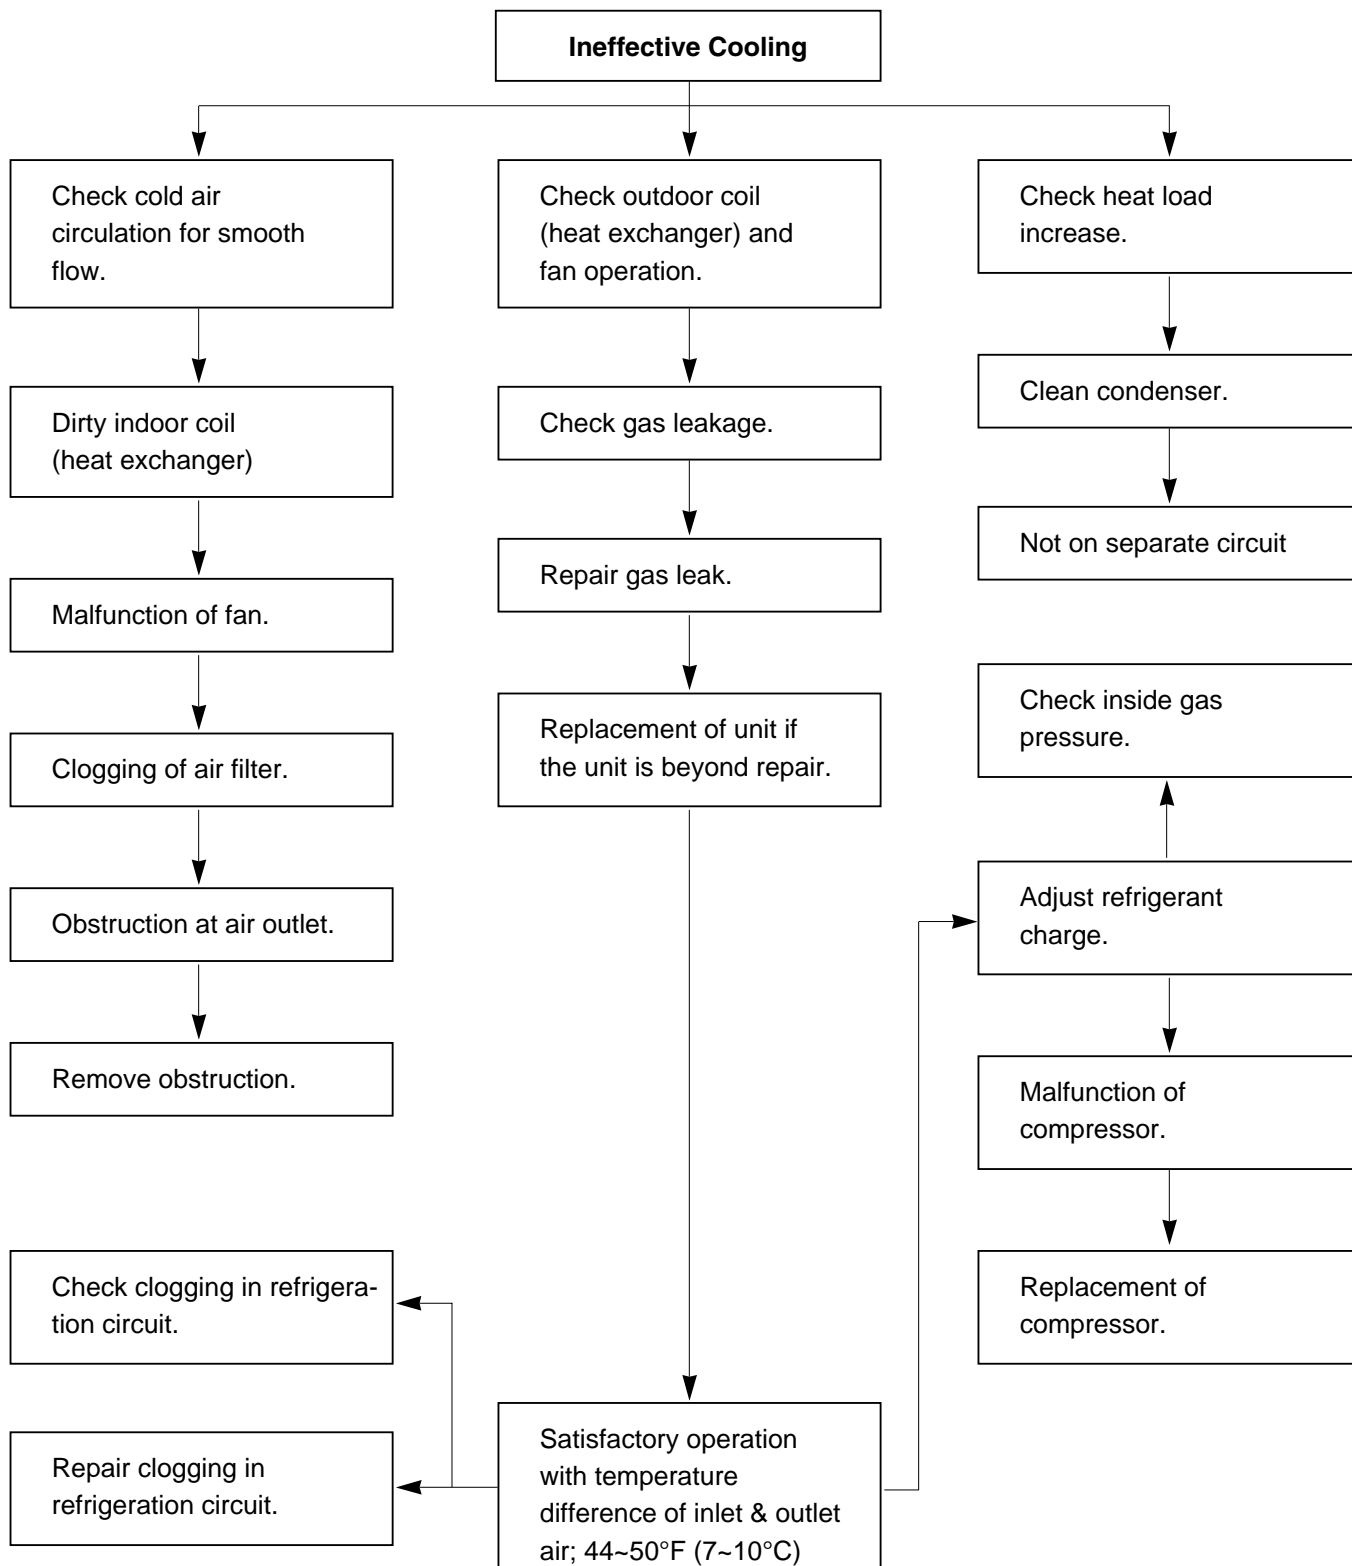 Ineffective Cooling
Check cold air
circulation for smooth
flow.
Dirty indoor coil
(heat exchanger)
Malfunction of fan.
Clogging of air filter.
Obstruction at air outlet.
Remove obstruction.
Check outdoor coil
(heat exchanger) and
fan operation.
Check gas leakage.
Repair gas leak.
Replacement of unit if
the unit is beyond repair.
Check heat load
increase.
Clean condenser.
Not on separate circuit
Check inside gas
pressure.
Adjust refrigerant
charge.
Malfunction of
compressor.
Replacement of
compressor.
Check clogging in refrigera-
tion circuit.
Repair clogging in
refrigeration circuit.
Satisfactory operation
with temperature
difference of inlet & outlet
air; 44~50°F (7~10°C)